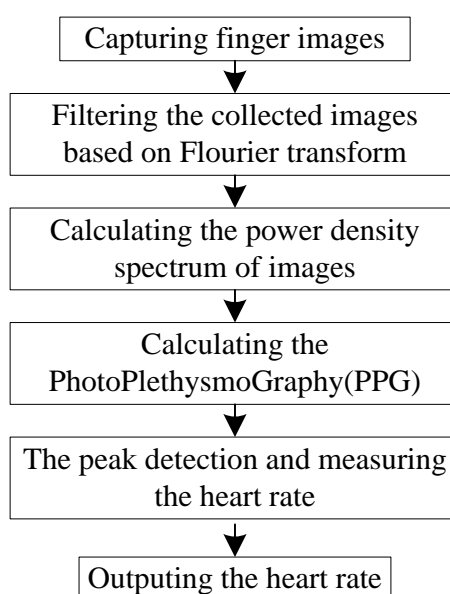 Capturing finger images
Filtering the collected images
based on Flourier transform
Calculating the power density
spectrum of images
Calculating the
PhotoPlethysmoGraphy(PPG)
The peak detection and measuring
the heart rate
Outputing the heart rate